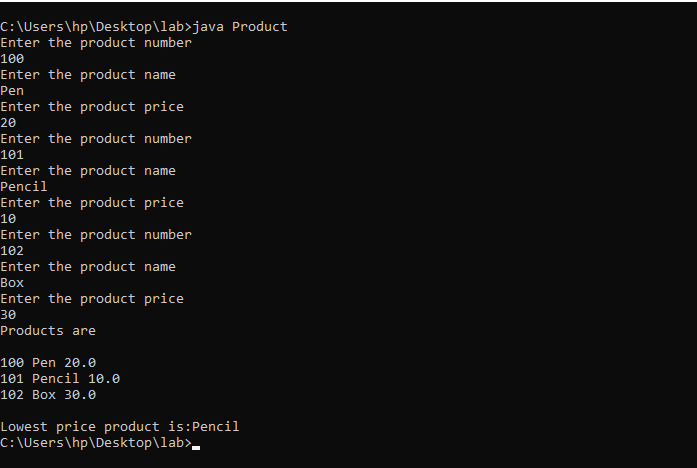 C:\Users\hp\Desktop\lab>java Product
Enter the product number
100
Enter the product name
Pen
Enter the product price
20
Enter the product number
101
Enter the product name
Pencil
Enter the product price
10
Enter the product number
102
Enter the product name
Box
Enter the product price
30
Products are
100 Pen 20.0
101 Pencil 10.0
102 Box 30.0
Lowest price product is:Pencil
C:\Users\hp\Desktop\lab>